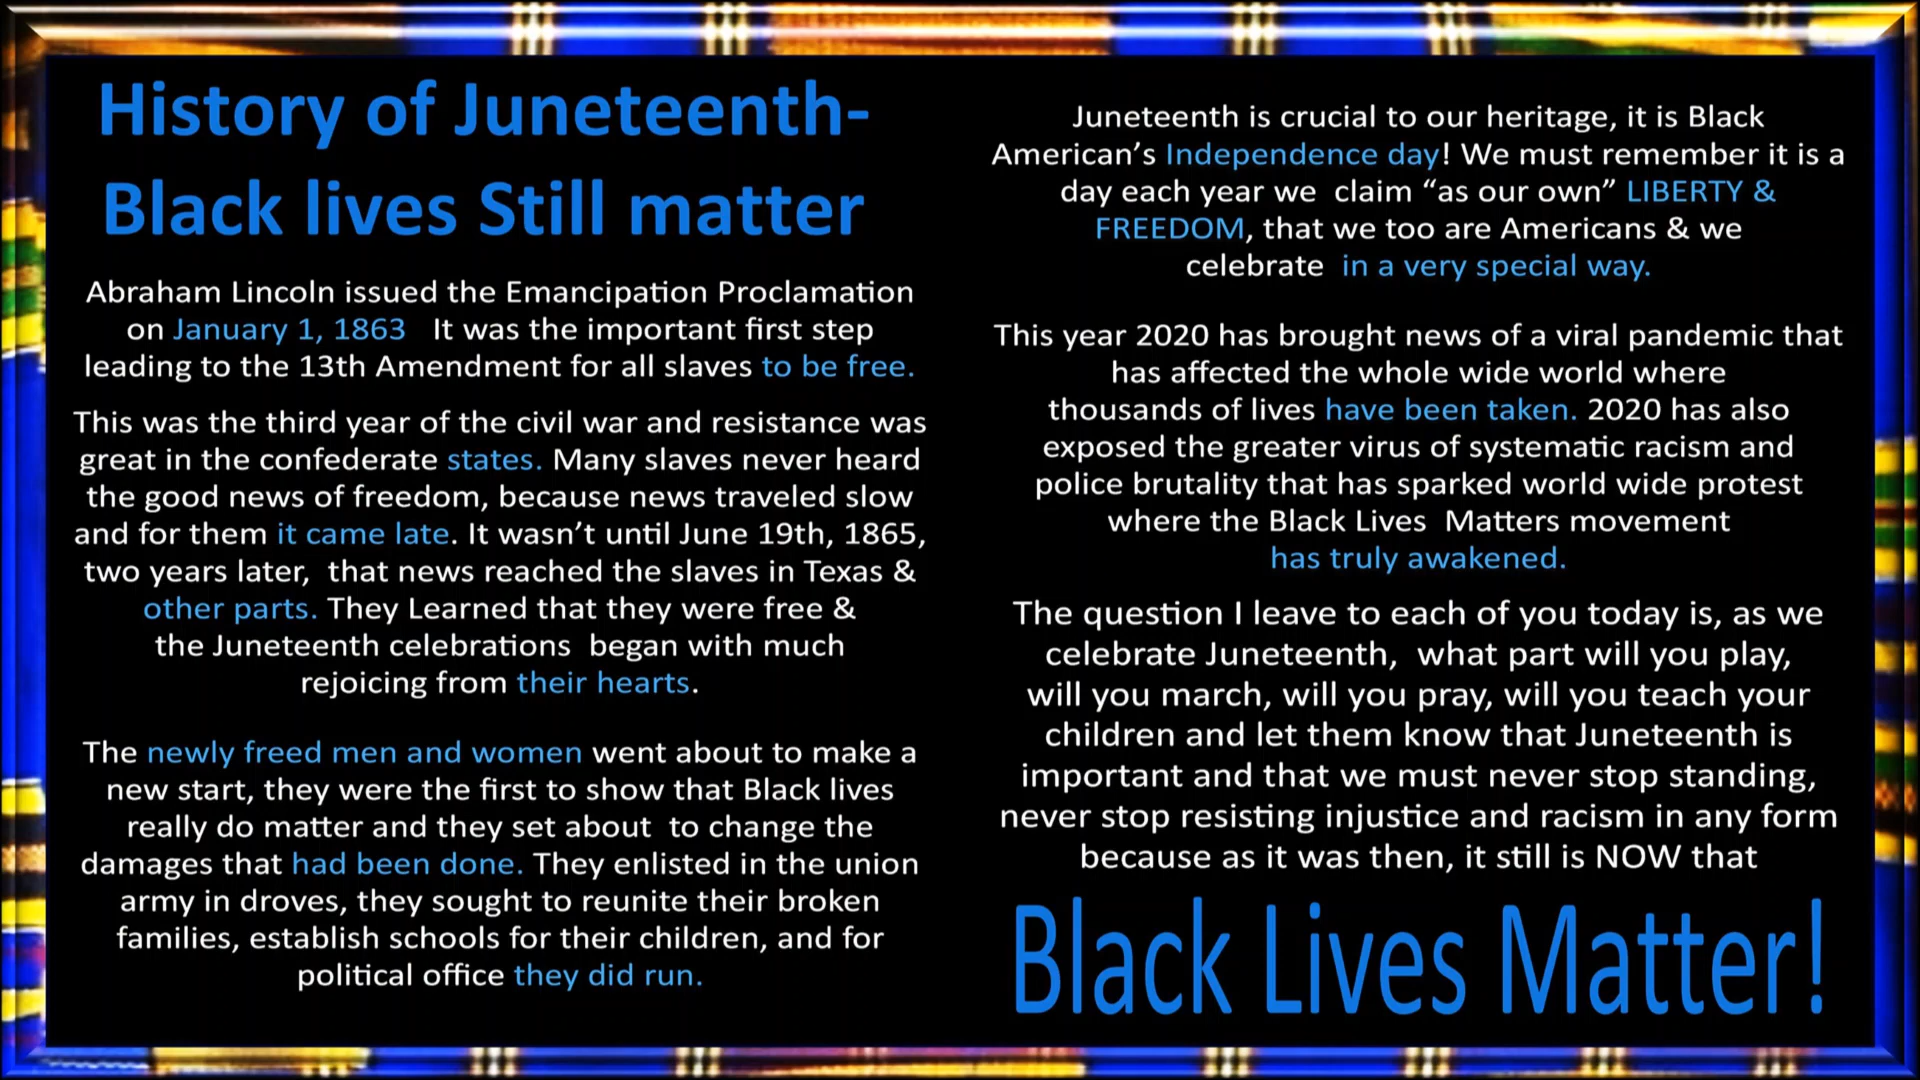 History of Juneteenth-
Black lives Still matter
Abraham Lincoln issued the Emancipation Proclamation
on January 1, 1863 It was the important first step
leading to the 13th Amendment for all slaves to be free.
This was the third year of the civil war and resistance was
great in the confederate states. Many slaves never heard
the good news of freedom, because news traveled slow
and for them it came late. It wasn’t until June 19th, 1865,
two years later, that news reached the slaves in Texas &
other parts. They Learned that they were free &
the Juneteenth celebrations began with much
rejoicing from their hearts.
The newly freed men and women went about to make a
new start, they were the first to show that Black lives
really do matter and they set about to change the
damages that had been done. They enlisted in the union
army in droves, they sought to reunite their broken
families, establish schools for their children, and for
political office they did run.
Juneteenth is crucial to our heritage, it is Black
American’s Independence day! We must remember it is a
day each year we claim “as our own” LIBERTY &
FREEDOM, that we too are Americans & we
celebrate in a very special way.
This year 2020 has brought news of a viral pandemic that
has affected the whole wide world where
thousands of lives have been taken. 2020 has also
exposed the greater virus of systematic racism and
police brutality that has sparked world wide protest
where the Black Lives Matters movement
has truly awakened.
The question I leave to each of you today is, as we
celebrate Juneteenth, what part will you play,
will you march, will you pray, will you teach your
children and let them know that Juneteenth is
important and that we must never stop standing,
never stop resisting injustice and racism in any form
because as it was then, it still is NOW that
Black Lives Matter!